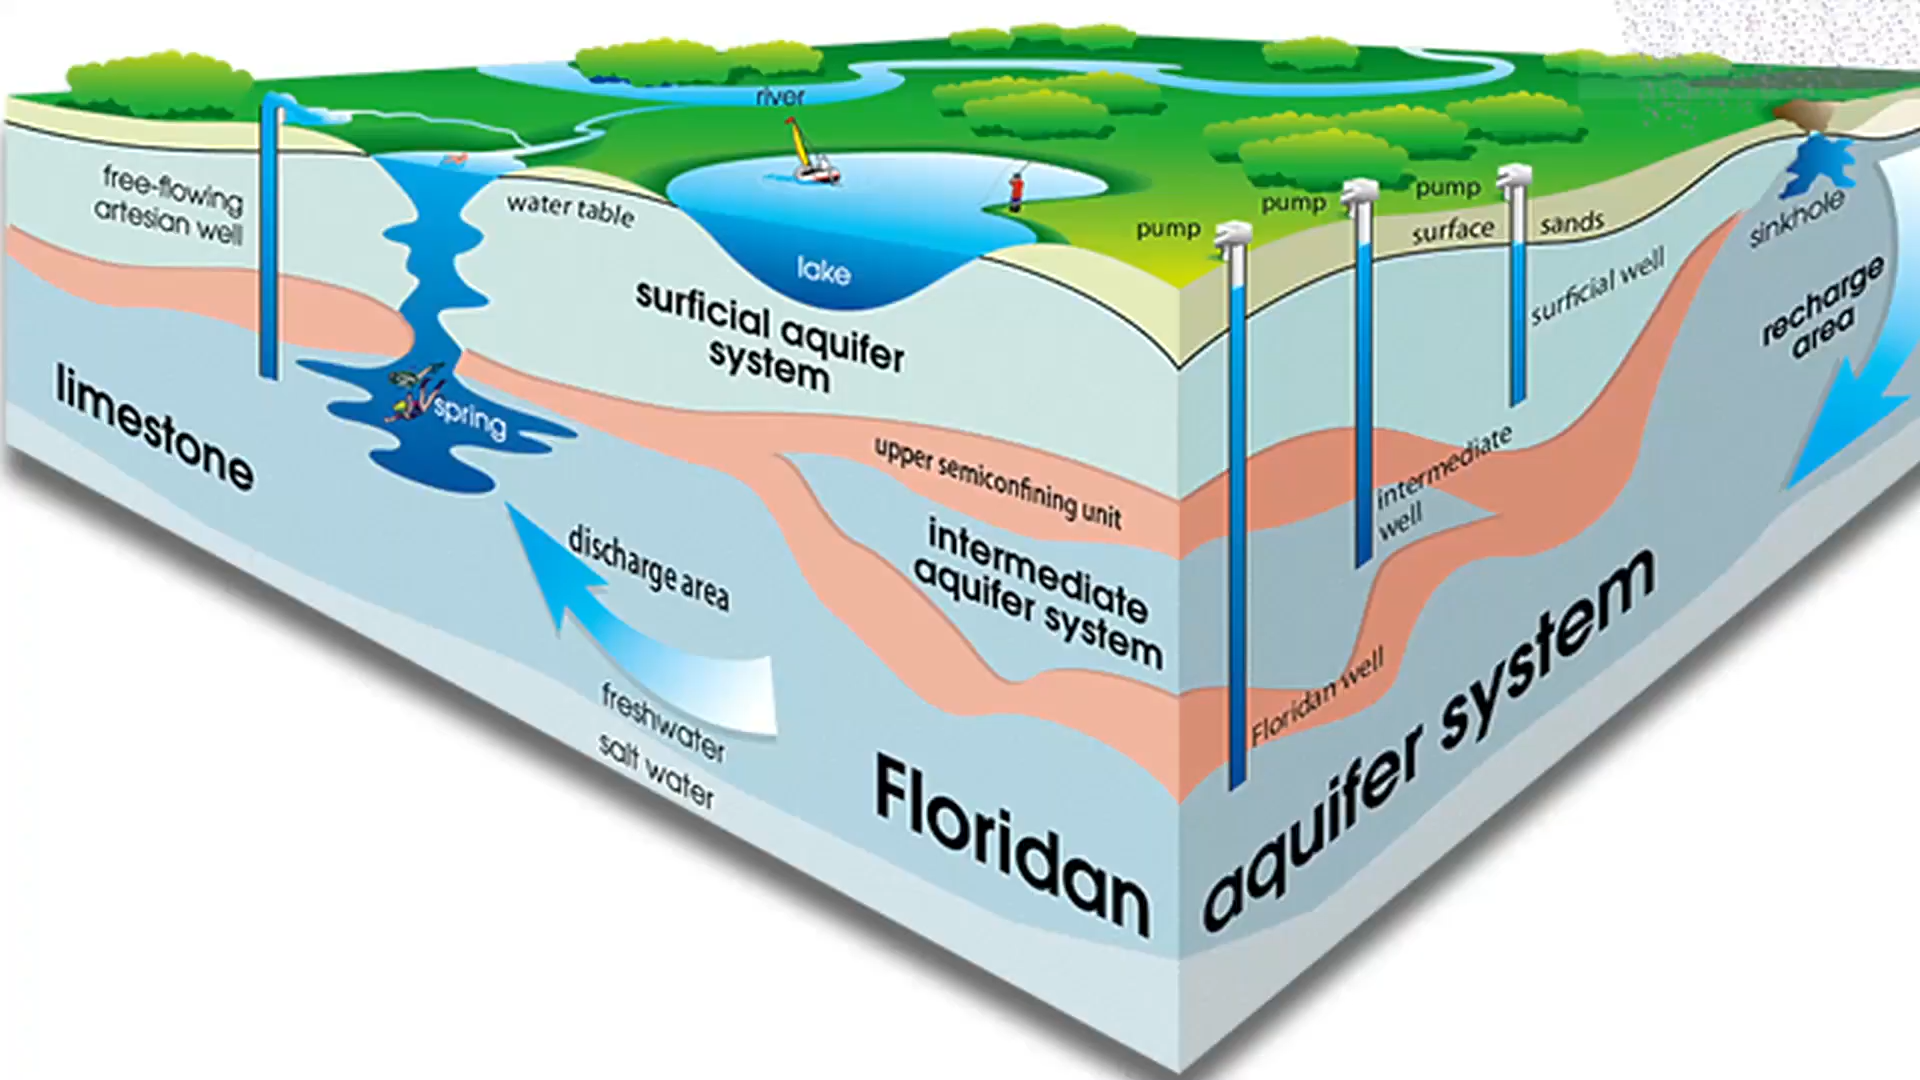 river
free-flowing
artesian well
water table
lake
surficial aquifer
system
pump
pump
pump
surface sands
surficial well
sinkhole
recharge
area
limestone
spring
upper semiconfining unit
intermediate
well
intermediate
aquifer system
discharge area
freshwater
salt water
Floridan well
Floridan
aquifer system